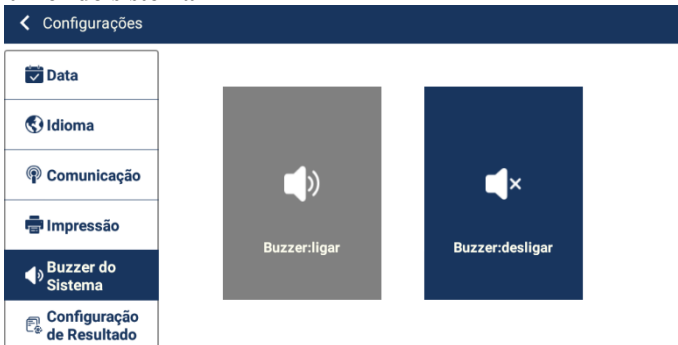 Configurações
Data
Idioma
Comunicação
Impressão
Buzzer do
Sistema
Configuração
de Resultado
Buzzer:ligar
Buzzer:desligar